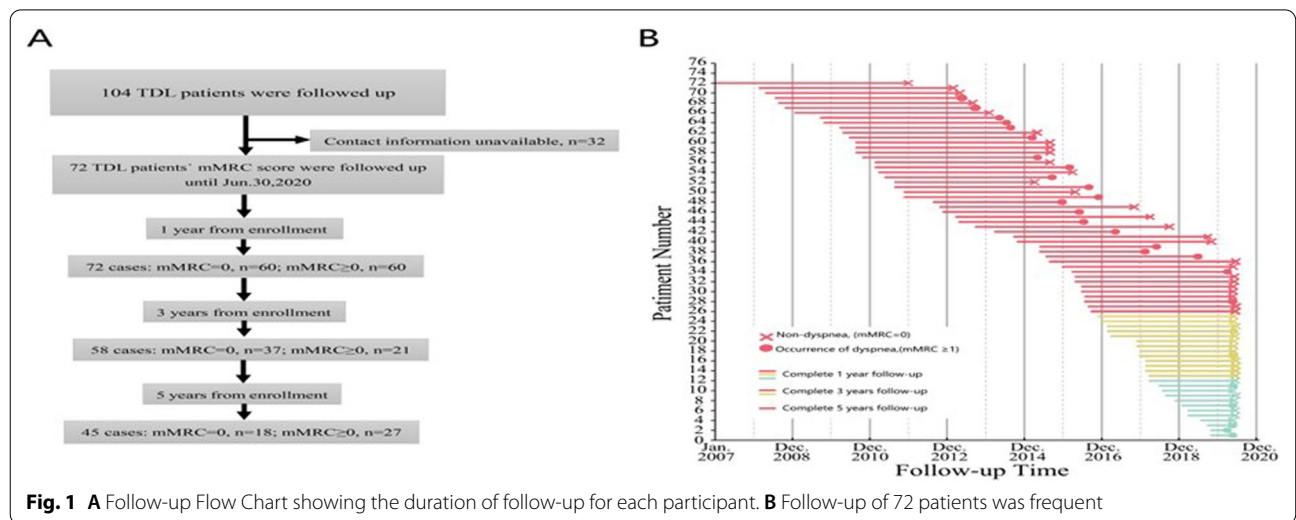 A
104 TDL patients were followed up
Contact information unavailable, n=32
72 TDL patients` mMRC score were followed up
until Jun.30,2020
1 year from enrollment
72 cases: mMRC=0, n=60; mMRC≥0, n=60
3 years from enrollment
58 cases: mMRC=0, n=37; mMRC≥0, n=21
5 years from enrollment
45 cases: mMRC=0, n=18; mMRC≥0, n=27
B
Patiment Number
76
74
72
70
68
66
64
62
60
58
56
54
52
50
48
46
44
42
40
38
36
34
32
30
28
26
24
22
20
18
16
14
12
10
8
6
4
2
0
Non-dyspnea, (mMRC=0)
Occurrence of dyspnea,(mMRC ≥1)
Complete 1 year follow-up
Complete 3 years follow-up
Complete 5 years follow-up
Jan. Dec. Dec. Dec. Dec. Dec. Dec. Dec.
2007 2008 2010 2012 2014 2016 2018 2020
Follow-up Time
Fig. 1 A Follow-up Flow Chart showing the duration of follow-up for each participant. B Follow-up of 72 patients was frequent